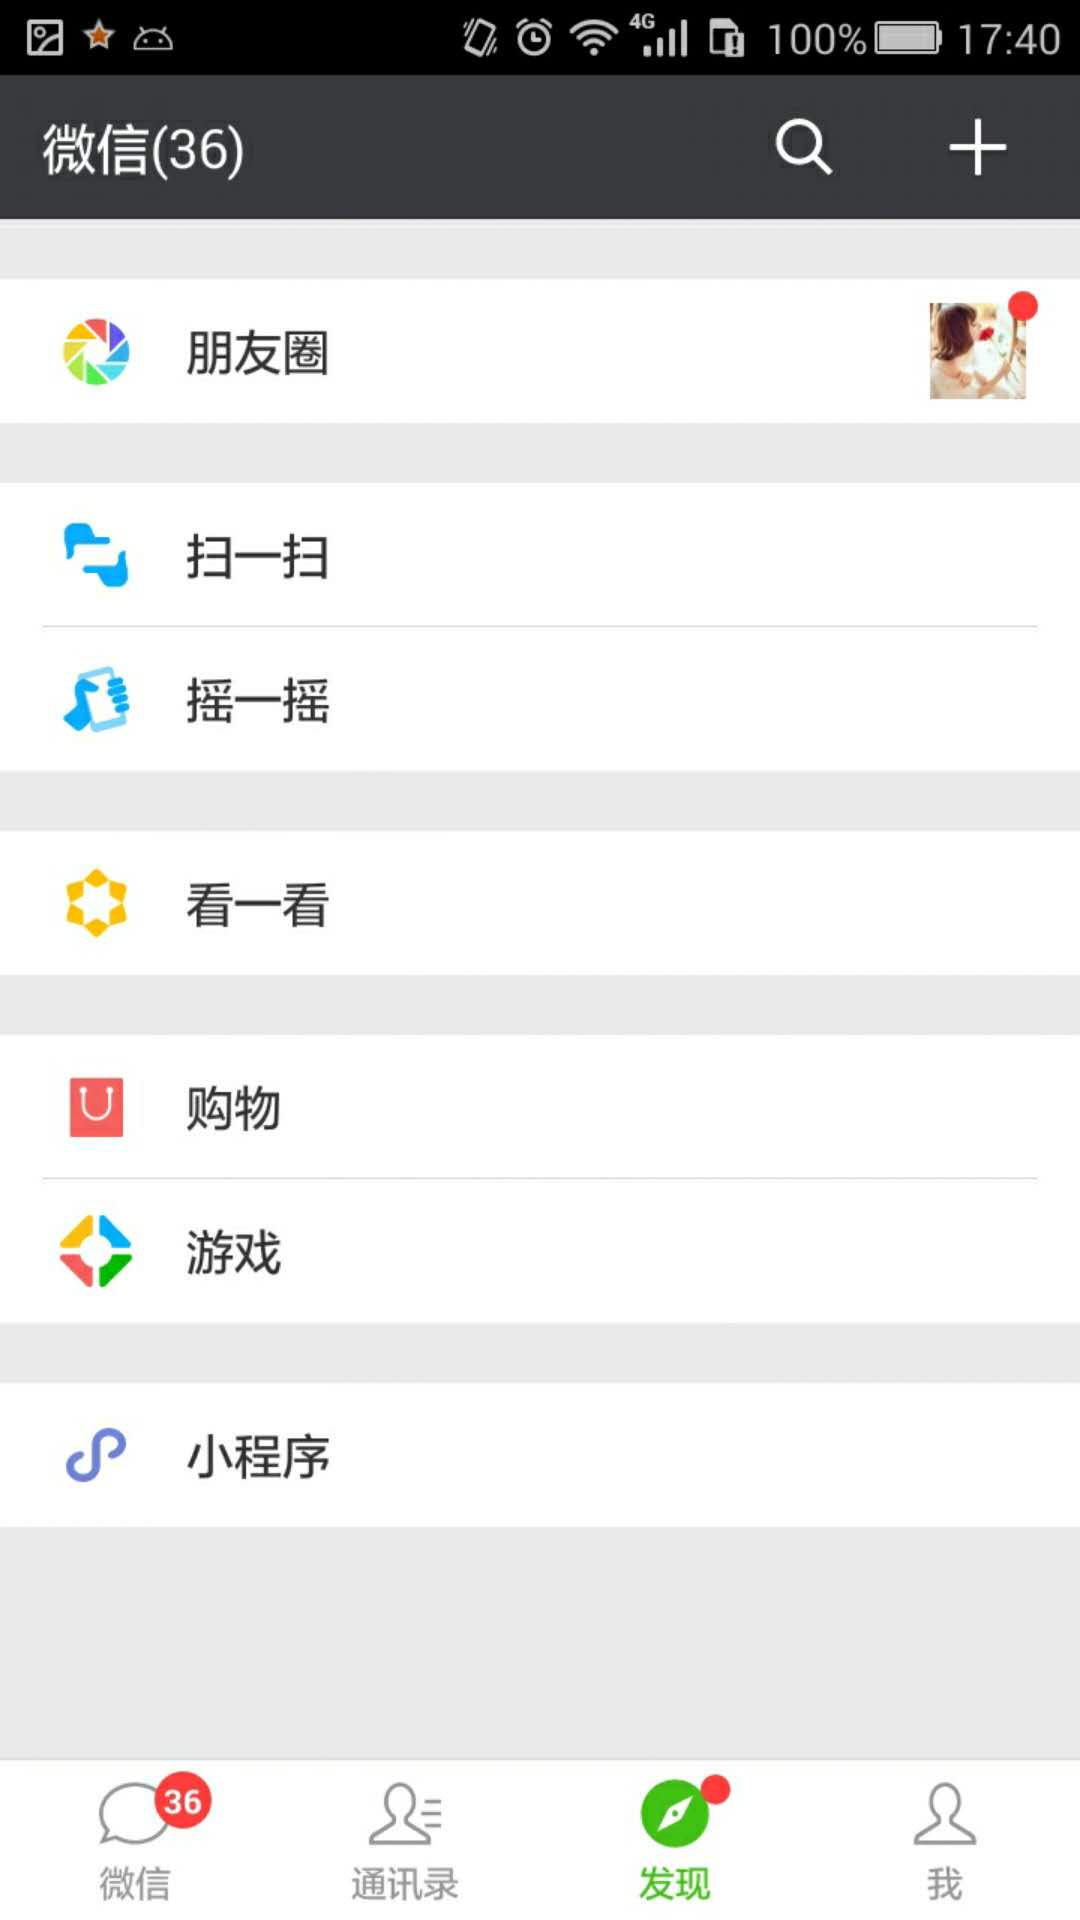 4G 100% 17:40
微信(36)
朋友圈
扫一扫
摇一摇
看一看
购物
游戏
小程序
36
微信 通讯录 发现 我